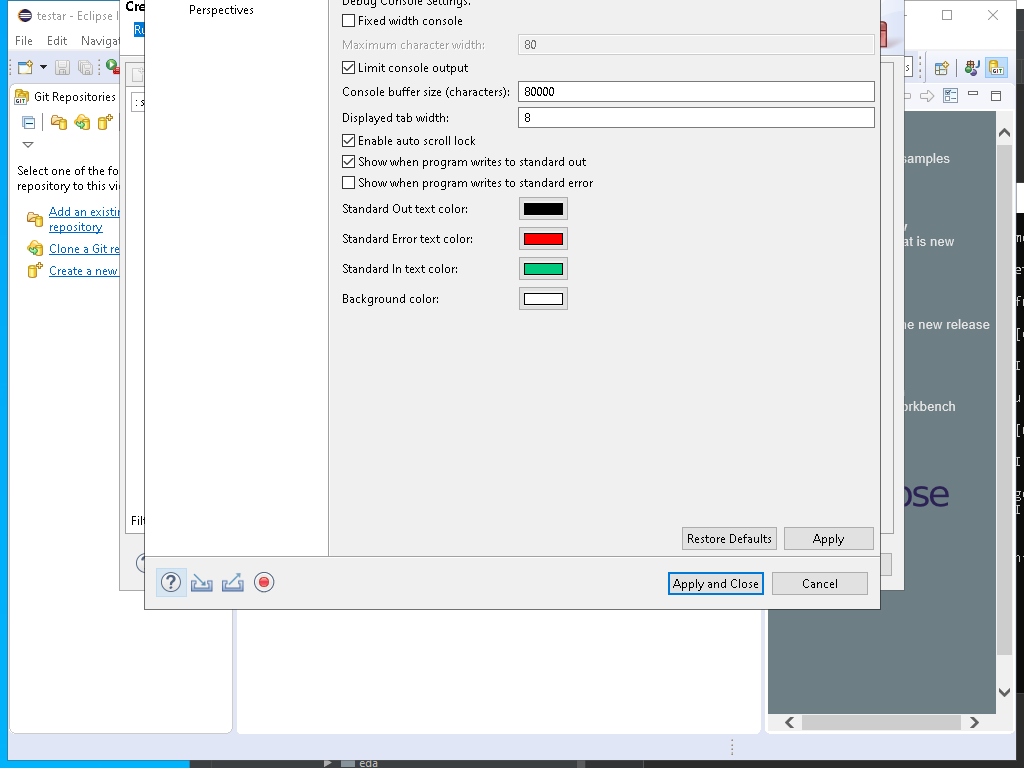 testar - Eclipse I
File Edit Navigat
Git Repositories
Select one of the fo
repository to this vi
Add an existin
repository
Clone a Git re
Create a new
Cre
Ru
Filt
Perspectives
Debug Console Settings.
Fixed width console
Maximum character width: 80
Limit console output
Console buffer size (characters): 80000
Displayed tab width: 8
Enable auto scroll lock
Show when program writes to standard out
Show when program writes to standard error
Standard Out text color:
Standard Error text color:
Standard In text color:
Background color:
Restore Defaults Apply
Apply and Close Cancel
samples
at is new
he new release
orkbench
ose
eda